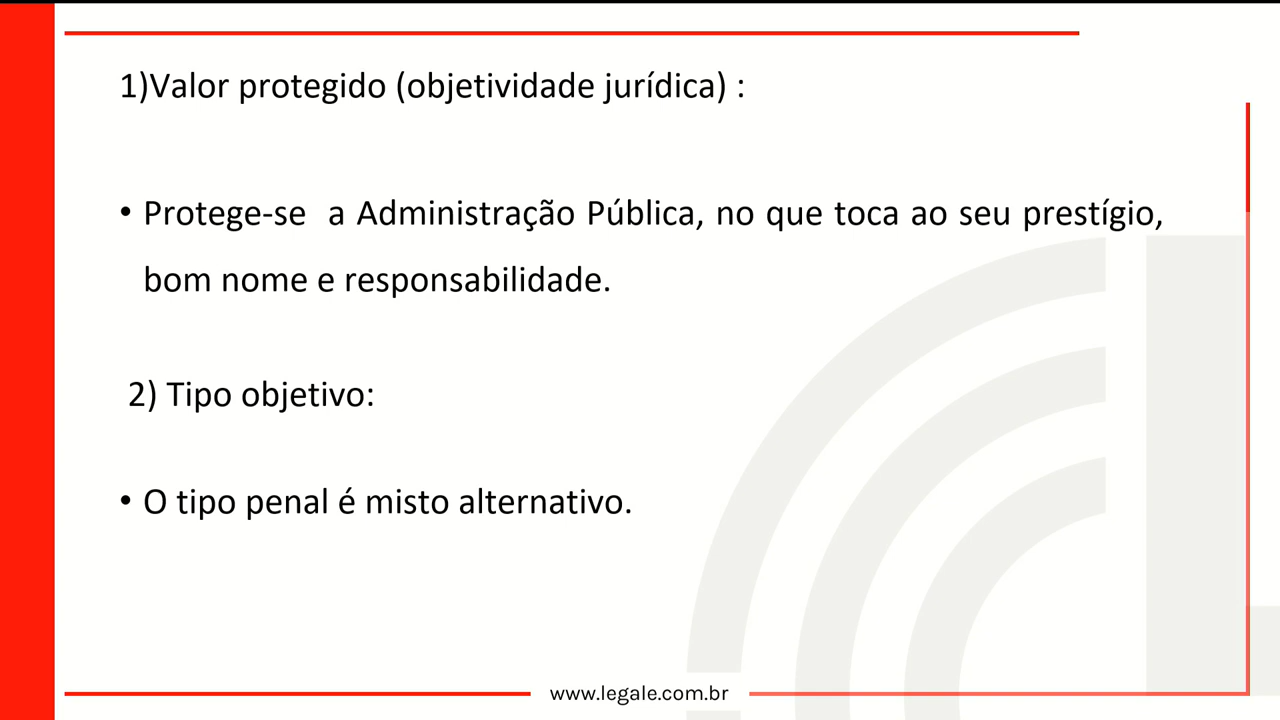 1)Valor protegido (objetividade jurídica) :
• Protege-se a Administração Pública, no que toca ao seu prestígio,
bom nome e responsabilidade.
2) Tipo objetivo:
• O tipo penal é misto alternativo.
www.legale.com.br